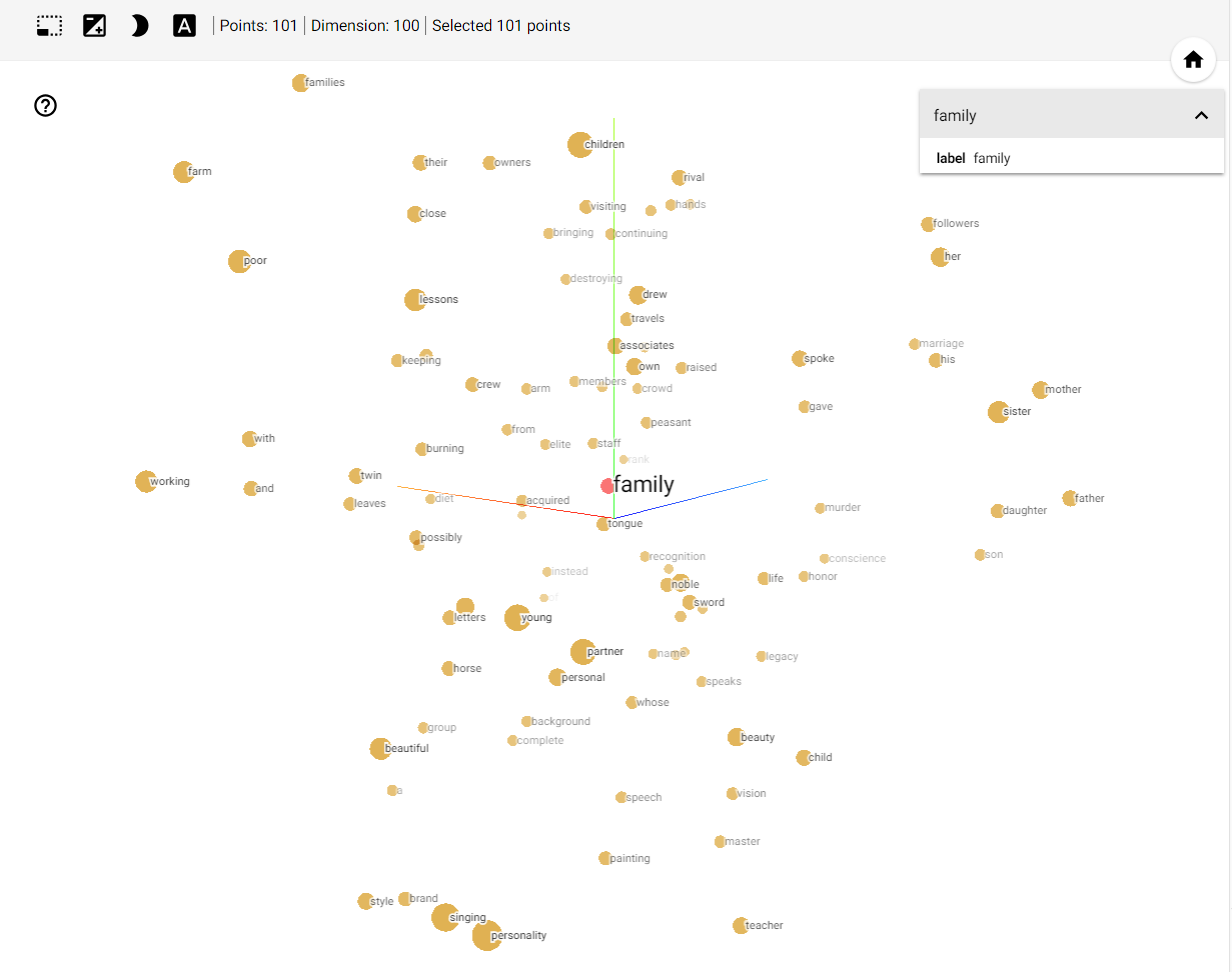 A Points: 101 Dimension: 100 Selected 101 points
?
family
label family
families
children
their
owners
farm
rival
visiting
hands
close
followers
bringing
continuing
her
poor
destroying
drew
lessons
travels
associates
marriage
spoke
his
keeping
own
raised
crew
arm
members
crowd
mother
gave
sister
peasant
from
with
elite
staff
burning
rank
twin
working
and
family
diet
acquired
leaves
father
murder
daughter
tongue
possibly
recognition
conscience
son
instead
life
honor
noble
of
sword
letters
young
partner
name
legacy
horse
personal
speaks
whose
background
group
complete
beauty
beautiful
child
a
speech
vision
master
painting
style
brand
singing
teacher
personality